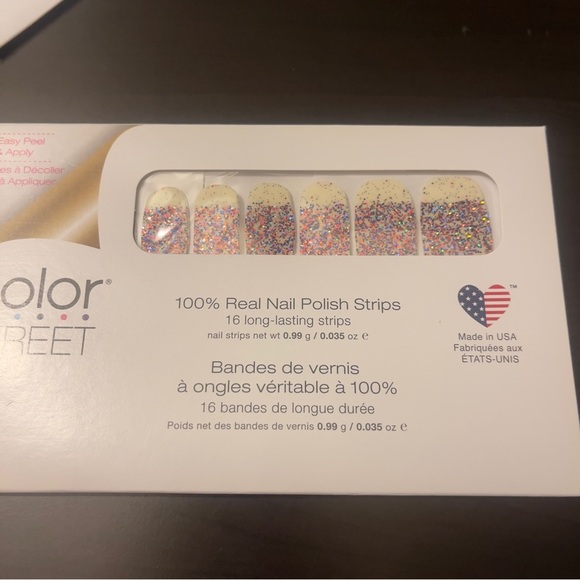 Easy Peel
& Apply
es à Décoller
à Appliquer
olor®
REET
100% Real Nail Polish Strips
16 long-lasting strips
nail strips net wt 0.99 g / 0.035 oz ℮
Bandes de vernis
à ongles véritable à 100%
16 bandes de longue durée
Poids net des bandes de vernis 0.99 g / 0.035 oz ℮
™
Made in USA
Fabriquées aux
ÉTATS-UNIS